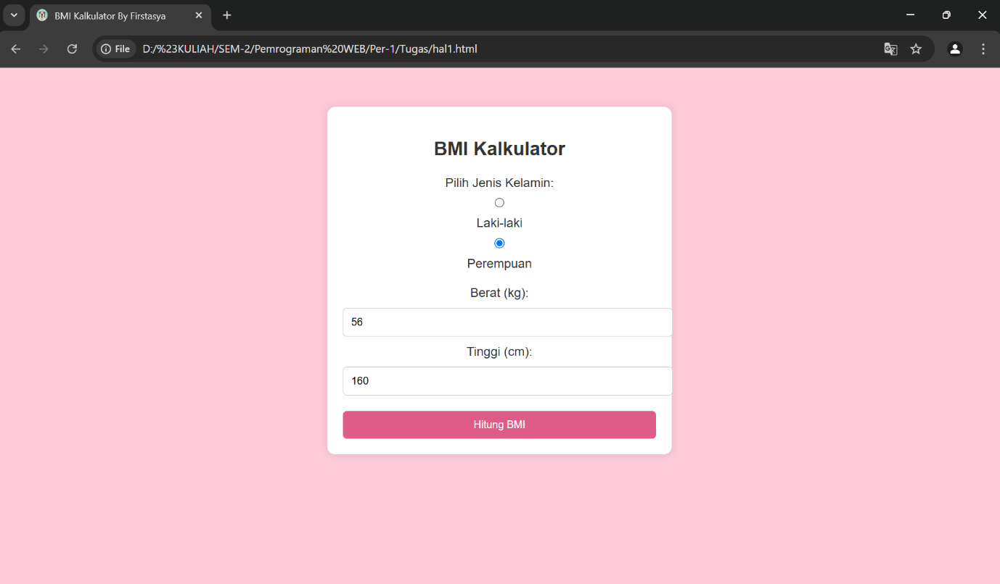 BMI Kalkulator By Firstasya
File D:/%23KULIAH/SEM-2/Pemrograman%20WEB/Per-1/Tugas/hal1.html
BMI Kalkulator
Pilih Jenis Kelamin:
Laki-laki
Perempuan
Berat (kg):
56
Tinggi (cm):
160
Hitung BMI